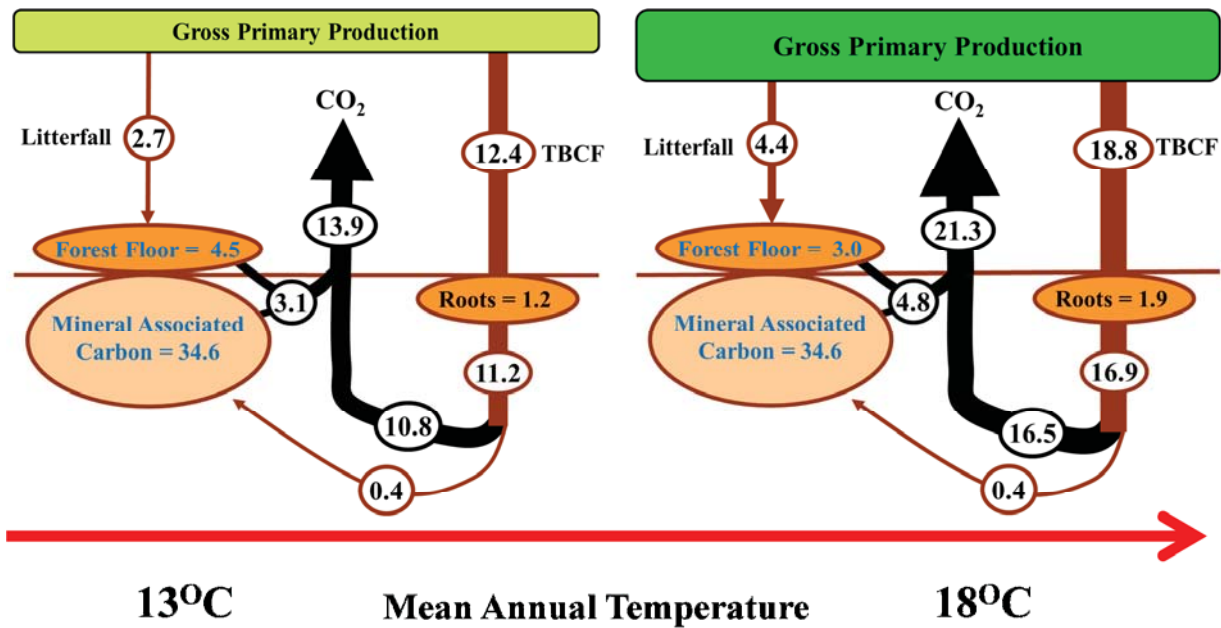 Gross Primary Production
CO₂
Litterfall
2.7
12.4
TBCF
13.9
Forest Floor = 4.5
3.1
Roots = 1.2
Mineral Associated
Carbon = 34.6
11.2
10.8
0.4
Gross Primary Production
CO₂
Litterfall
4.4
18.8
TBCF
21.3
Forest Floor = 3.0
4.8
Roots = 1.9
Mineral Associated
Carbon = 34.6
16.9
16.5
0.4
13ᴼC
Mean Annual Temperature
18ᴼC